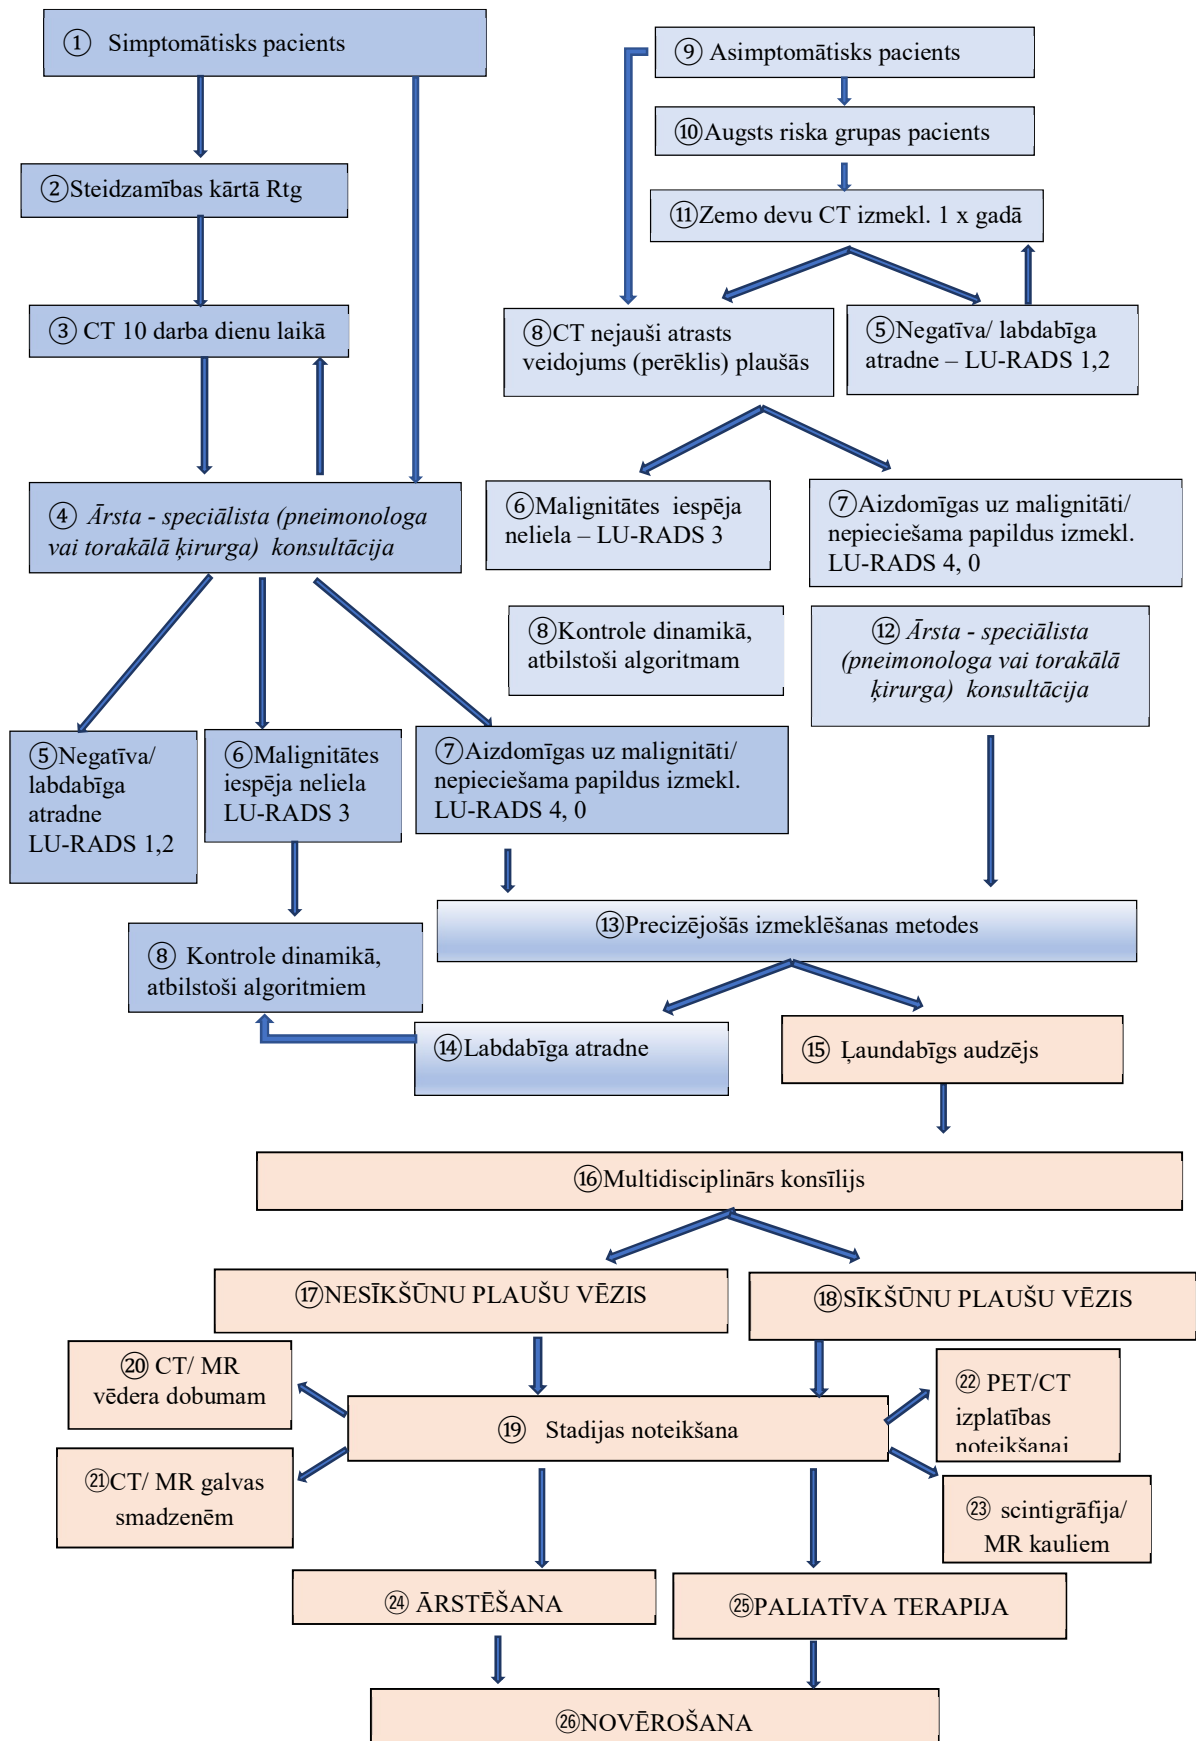 ① Simptomātisks pacients
⑨ Asimptomātisks pacients
⑩Augsts riska grupas pacients
②Steidzamības kārtā Rtg
⑪Zemo devu CT izmekl. 1 x gadā
③ CT 10 darba dienu laikā
⑧CT nejauši atrasts
veidojums (perēklis) plaušās
⑤Negatīva/ labdabīga
atradne – LU-RADS 1,2
④ Ārsta - speciālista (pneimonologa
vai torakālā ķirurga) konsultācija
⑥Malignitātes iespēja
neliela – LU-RADS 3
⑦Aizdomīgas uz malignitāti/
nepieciešama papildus izmekl.
LU-RADS 4, 0
⑧Kontrole dinamikā,
atbilstoši algoritmam
⑫ Ārsta - speciālista
(pneimonologa vai torakālā
ķirurga) konsultācija
⑤Negatīva/
labdabīga
atradne
LU-RADS 1,2
⑥Malignitātes
iespēja neliela
LU-RADS 3
⑦Aizdomīgas uz malignitāti/
nepieciešama papildus izmekl.
LU-RADS 4, 0
⑬Precizējošās izmeklēšanas metodes
⑧ Kontrole dinamikā,
atbilstoši algoritmiem
⑭Labdabīga atradne
⑮ Ļaundabīgs audzējs
⑯Multidisciplinārs konsīlijs
⑰NESĪKŠŪNU PLAUŠU VĒZIS
⑱SĪKŠŪNU PLAUŠU VĒZIS
⑳ CT/ MR
vēdera dobumam
㉒ PET/CT
izplatības
noteikšanai
⑲ Stadijas noteikšana
㉑CT/ MR galvas
smadzenēm
㉓ scintigrāfija/
MR kauliem
㉔ ĀRSTĒŠANA
㉕PALIATĪVA TERAPIJA
㉖NOVĒROŠANA